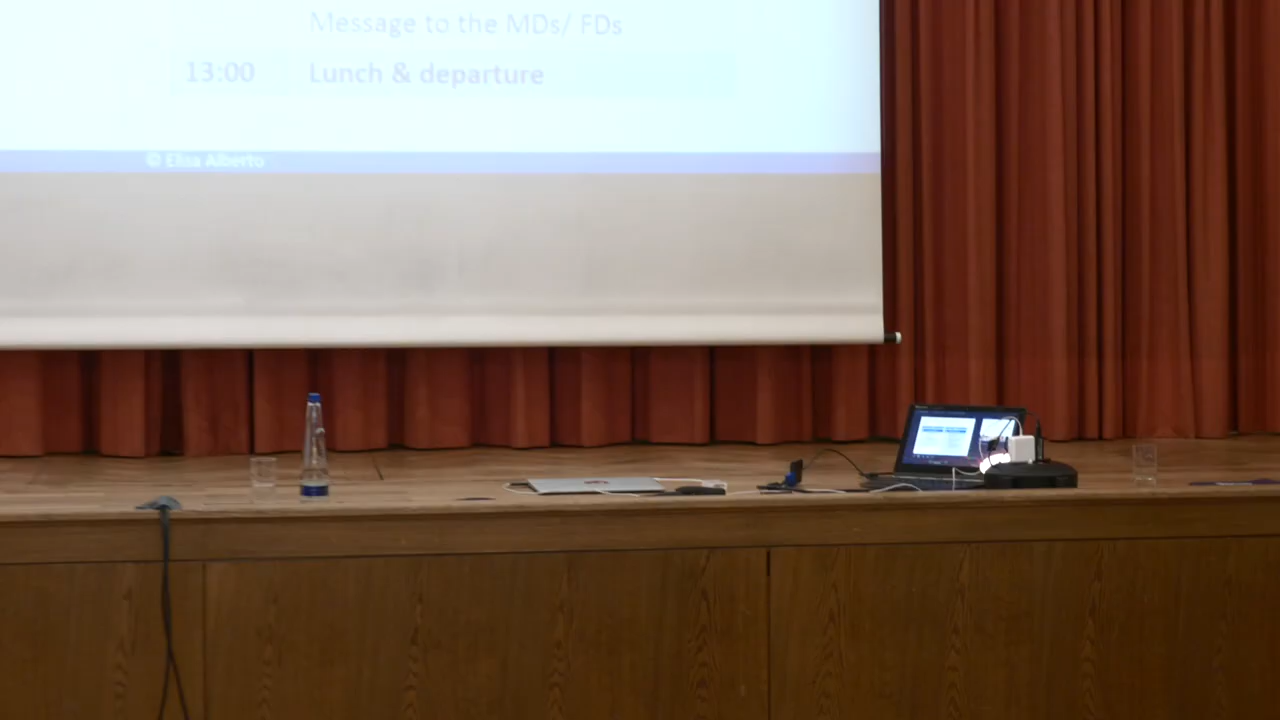 Message to the MDs/ FDs
13:00 Lunch & departure
© Elisa Alberto